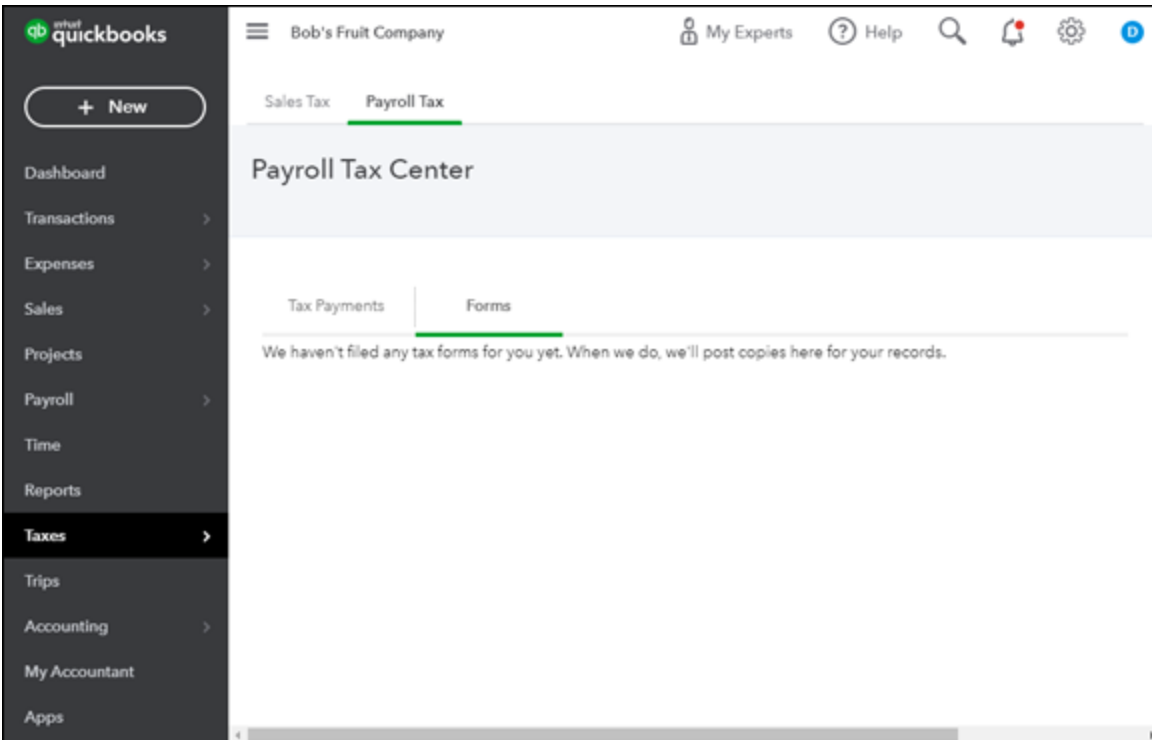 qb
intuit
quickbooks
Bob's Fruit Company
My Experts
? Help
D
+ New
Sales Tax
Payroll Tax
Payroll Tax Center
Dashboard
Transactions
Expenses
Sales
Projects
Payroll
Time
Reports
Taxes
Trips
Accounting
My Accountant
Apps
Tax Payments
Forms
We haven't filed any tax forms for you yet. When we do, we'll post copies here for your records.